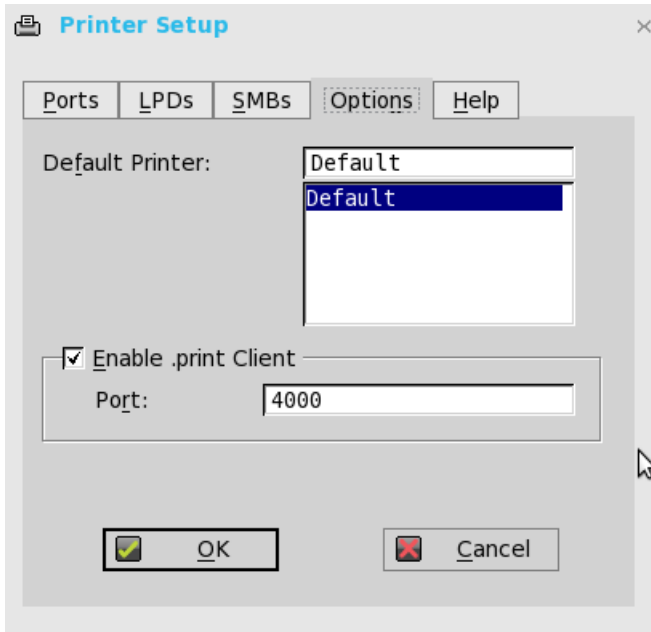 Printer Setup
Ports LPDs SMBs Options Help
Default Printer: Default
Default
Enable .print Client
Port: 4000
OK Cancel